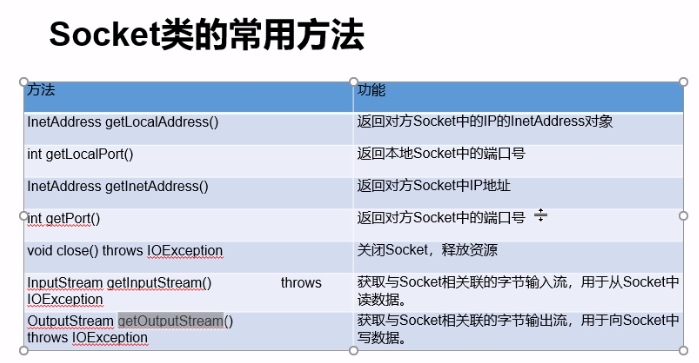 Socket类的常用方法
方法 功能
InetAddress getLocalAddress() 返回对方Socket中的IP的InetAddress对象
int getLocalPort() 返回本地Socket中的端口号
InetAddress getInetAddress() 返回对方Socket中IP地址
int getPort() 返回对方Socket中的端口号
void close() throws IOException 关闭Socket，释放资源
InputStream getInputStream() throws
IOException
获取与Socket相关联的字节输入流，用于从Socket中
读数据。
OutputStream getOutputStream()
throws IOException
获取与Socket相关联的字节输出流，用于向Socket中
写数据。